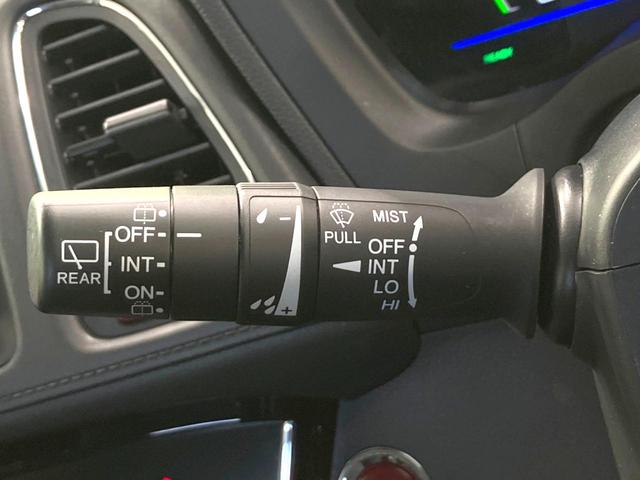 OFF
INT
REAR
ON
-
+
PULL
MIST
OFF
INT
LO
HI